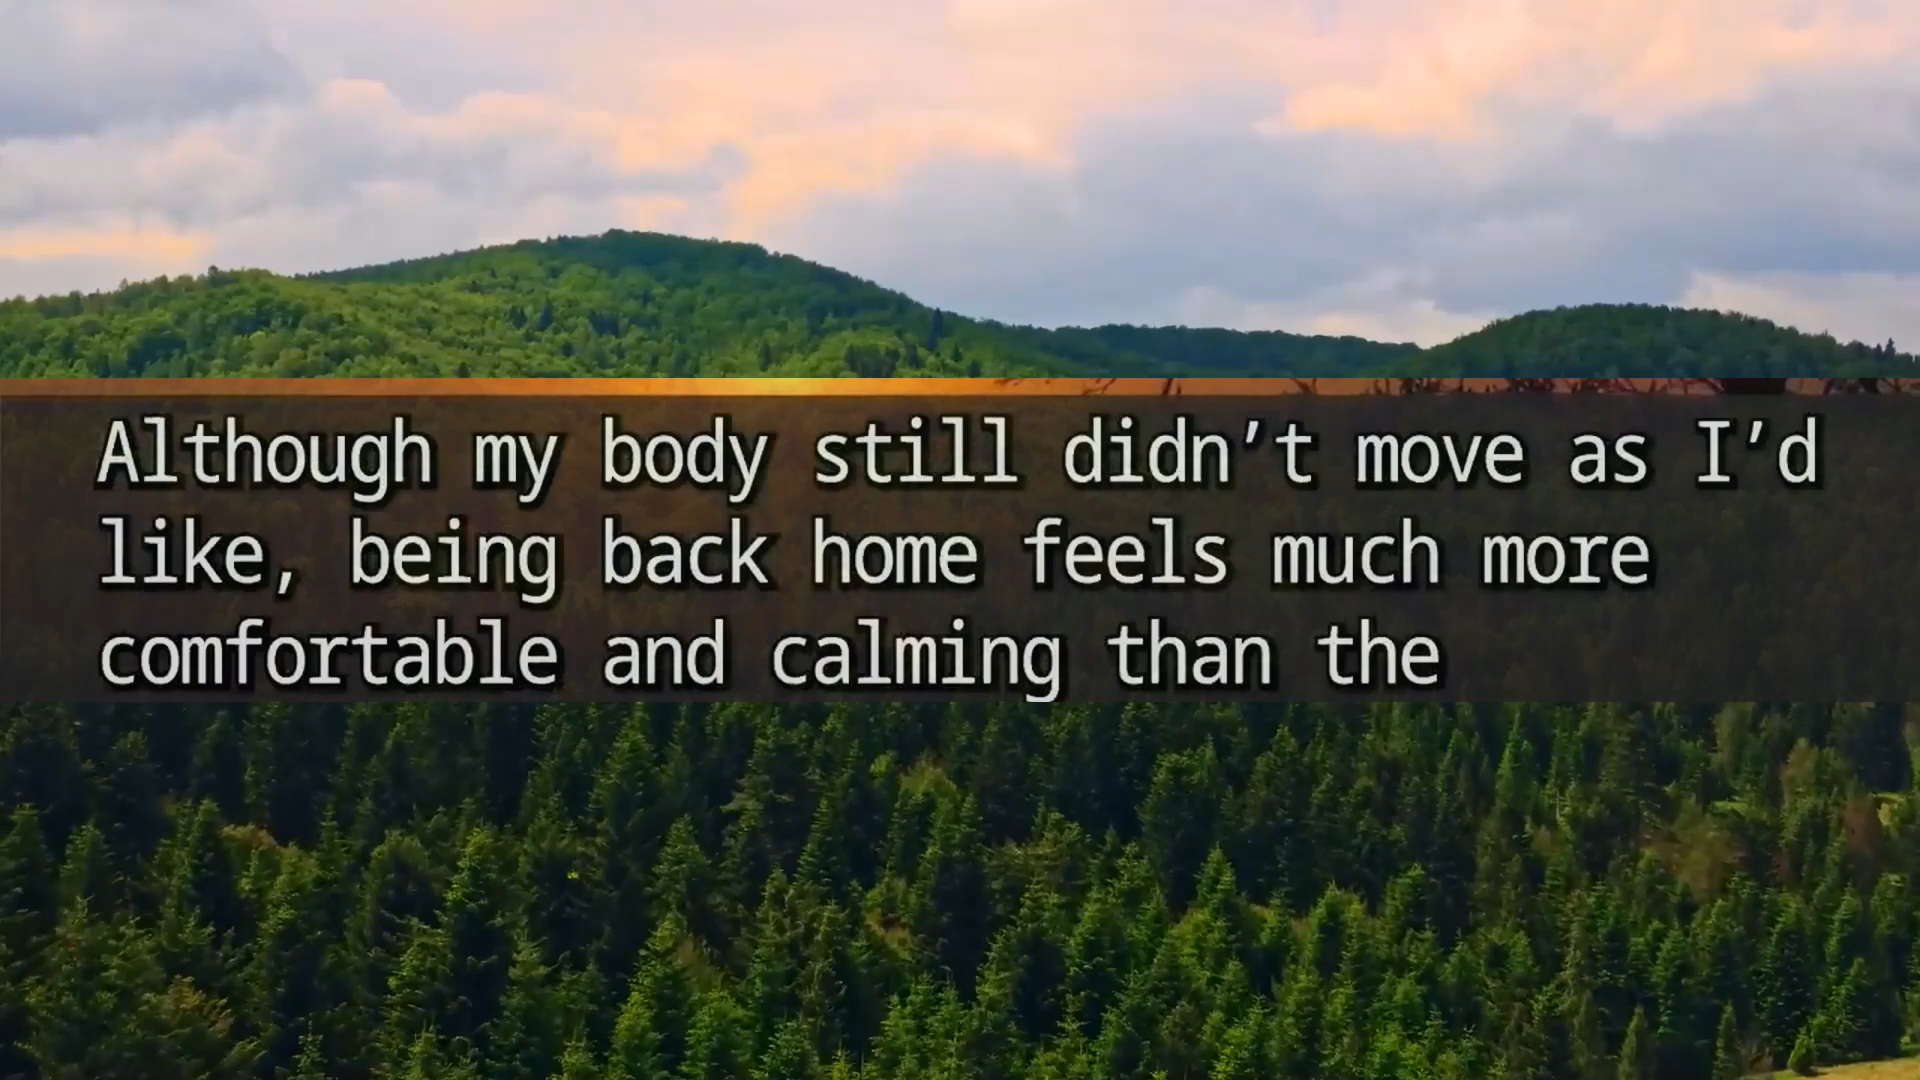 Although my body still didn’t move as I’d
like, being back home feels much more
comfortable and calming than the